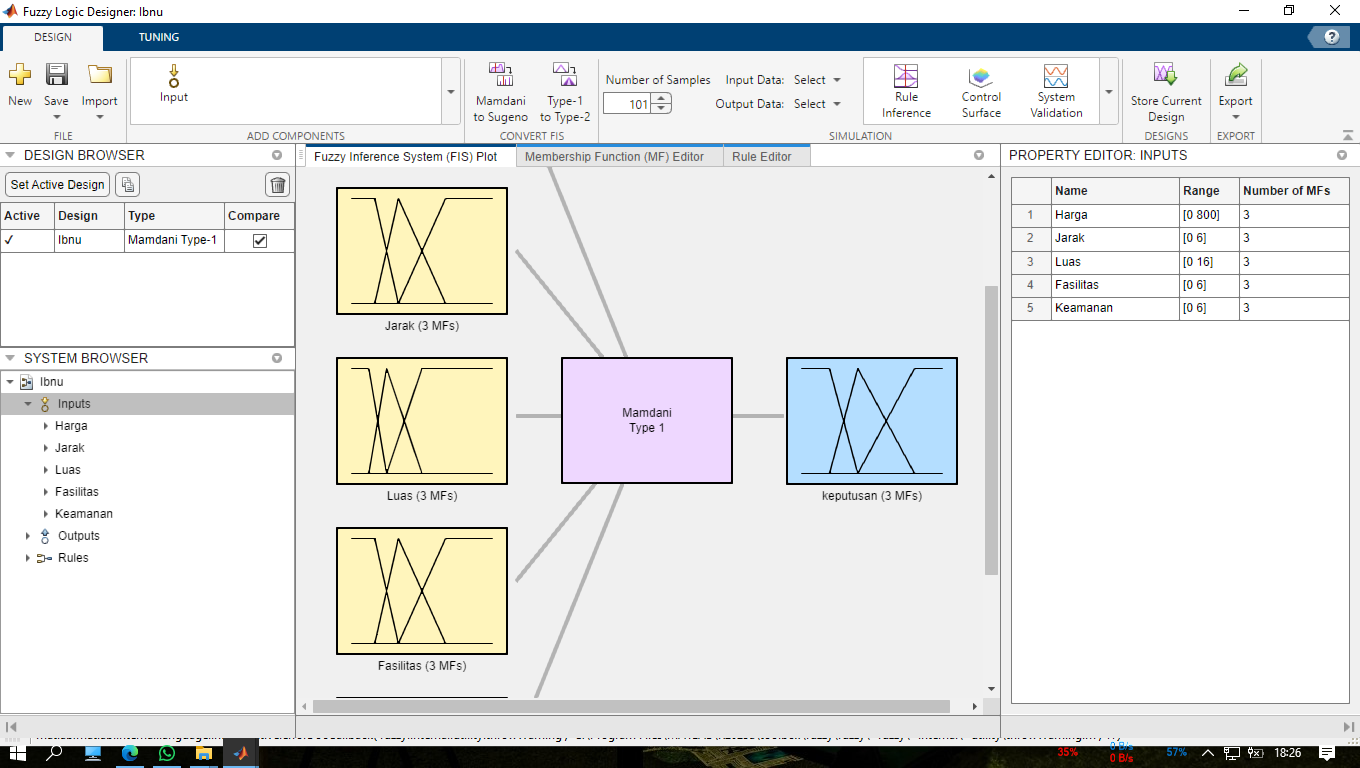 Fuzzy Logic Designer: Ibnu
DESIGN
TUNING
New
Save
Import
FILE
Input
ADD COMPONENTS
Mamdani
to Sugeno
Type-1
to Type-2
CONVERT FIS
Number of Samples
101
Input Data: Select
Output Data: Select
Rule
Inference
Control
Surface
System
Validation
SIMULATION
Store Current
Design
DESIGNS
Export
EXPORT
DESIGN BROWSER
Set Active Design
Active Design Type Compare
✓ Ibnu Mamdani Type-1
SYSTEM BROWSER
Ibnu
Inputs
Harga
Jarak
Luas
Fasilitas
Keamanan
Outputs
Rules
Fuzzy Inference System (FIS) Plot
Membership Function (MF) Editor
Rule Editor
Jarak (3 MFs)
Luas (3 MFs)
Fasilitas (3 MFs)
Mamdani
Type 1
keputusan (3 MFs)
PROPERTY EDITOR: INPUTS
Name Range Number of MFs
1 Harga [0 800] 3
2 Jarak [0 6] 3
3 Luas [0 16] 3
4 Fasilitas [0 6] 3
5 Keamanan [0 6] 3
35%
0 B/s
0 B/s
57%
18:26